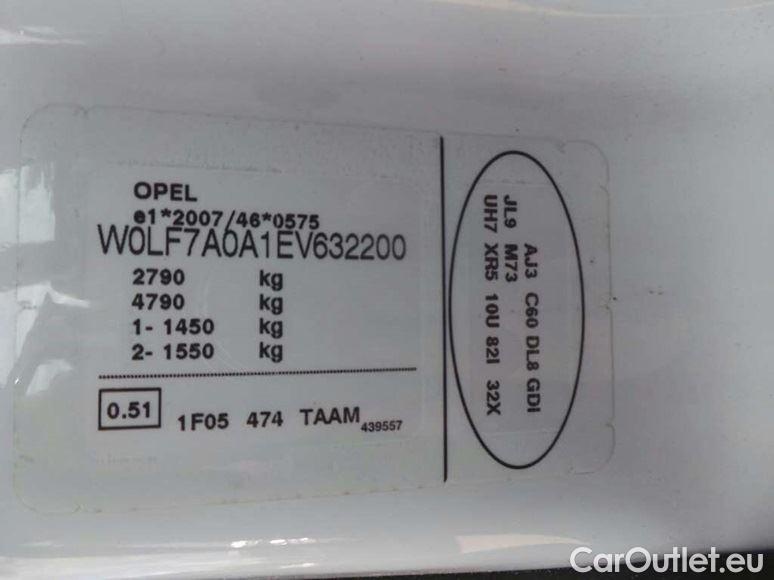 OPEL
e1*2007/46*0575
W0LF7A0A1EV632200
2790 kg
4790 kg
1- 1450 kg
2- 1550 kg
0.51 1F05 474 TAAM 439557
AJ3 C60 DL8 GDI
JL9 M73
UH7 XR5 10U 82I 32X
CarOutlet.eu